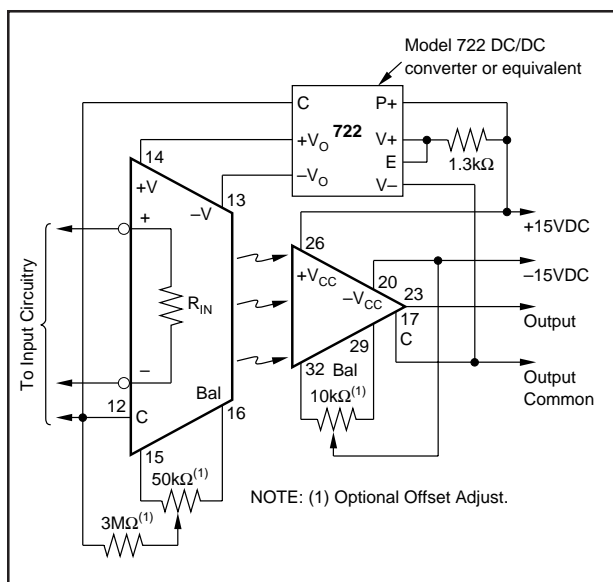 Model 722 DC/DC
converter or equivalent
C
P+
722
+VO
V+
E
–VO
V–
1.3kΩ
14
13
+V
–V
+
26
+15VDC
20
–15VDC
+VCC
–VCC
23
RIN
17
Output
To Input Circuitry
29
C
–
32
Bal
Output
Common
12
C
Bal
16
10kΩ(1)
15
50kΩ(1)
NOTE: (1) Optional Offset Adjust.
3MΩ(1)